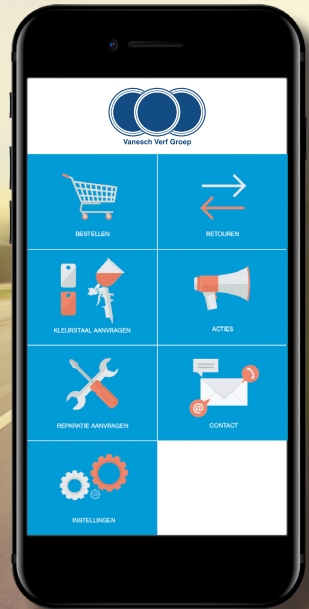 Vanesch Verf Groep
BESTELLEN
RETOUREN
KLEURSTAAL AANVRAGEN
ACTIES
REPARATIE AANVRAGEN
@
CONTACT
INSTELLINGEN